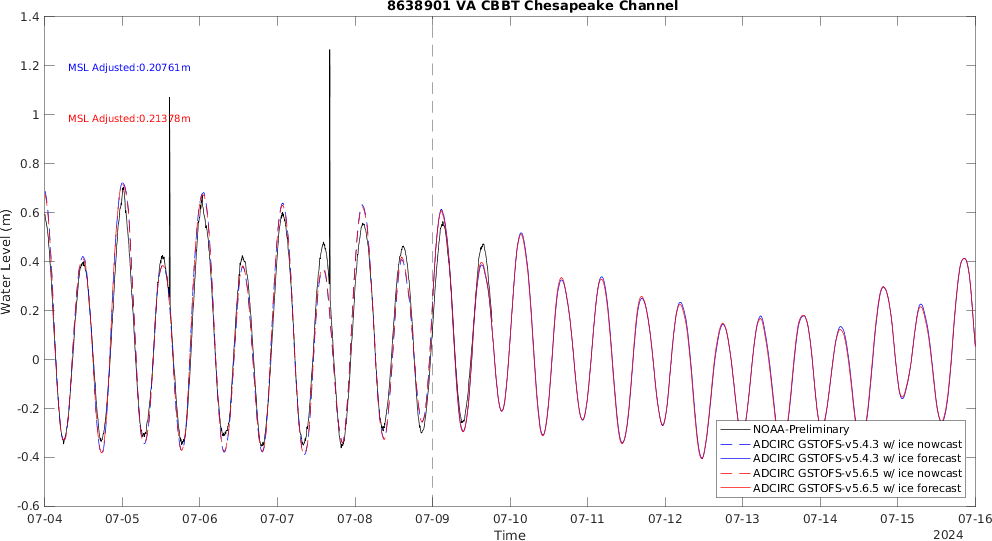 8638901 VA CBBT Chesapeake Channel
1.4
1.2
1
0.8
0.6
0.4
0.2
0
-0.2
-0.4
-0.6
Water Level (m)
MSL Adjusted:0.20761m
MSL Adjusted:0.21378m
NOAA-Preliminary
ADCIRC GSTOFS-v5.4.3 w/ ice nowcast
ADCIRC GSTOFS-v5.4.3 w/ ice forecast
ADCIRC GSTOFS-v5.6.5 w/ ice nowcast
ADCIRC GSTOFS-v5.6.5 w/ ice forecast
07-04 07-05 07-06 07-07 07-08 07-09 07-10 07-11 07-12 07-13 07-14 07-15 07-16
Time
2024